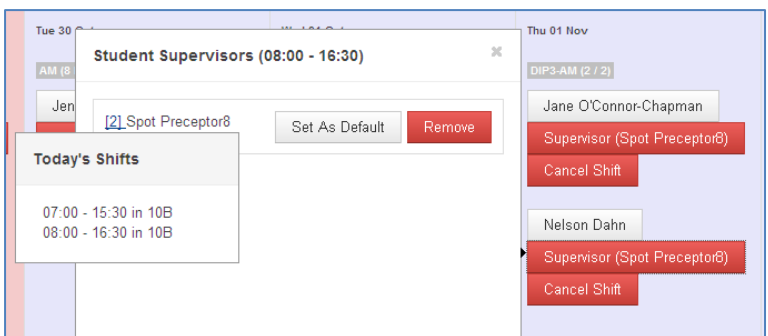 Tue 30
Thu 01 Nov
Student Supervisors (08:00 - 16:30)
AM (8
DIP3-AM (2 / 2)
Jen
[2] Spot Preceptor8
Set As Default
Remove
Jane O'Connor-Chapman
Supervisor (Spot Preceptor8)
Cancel Shift
Today's Shifts
07:00 - 15:30 in 10B
08:00 - 16:30 in 10B
Nelson Dahn
Supervisor (Spot Preceptor8)
Cancel Shift